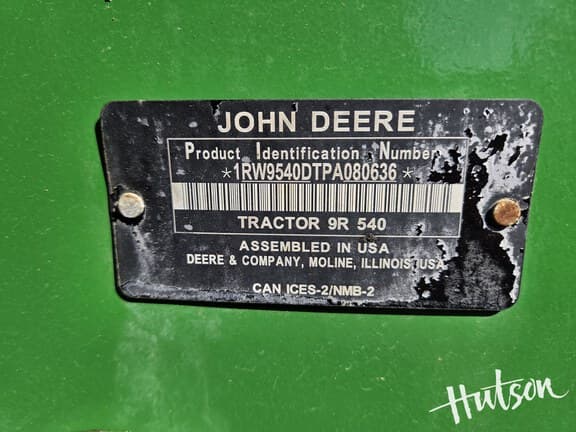 JOHN DEERE
Product Identification Number
*1RW9540DTPA080636*
TRACTOR 9R 540
ASSEMBLED IN USA
DEERE & COMPANY, MOLINE, ILLINOIS, USA
CAN ICES-2/NMB-2
Hutson